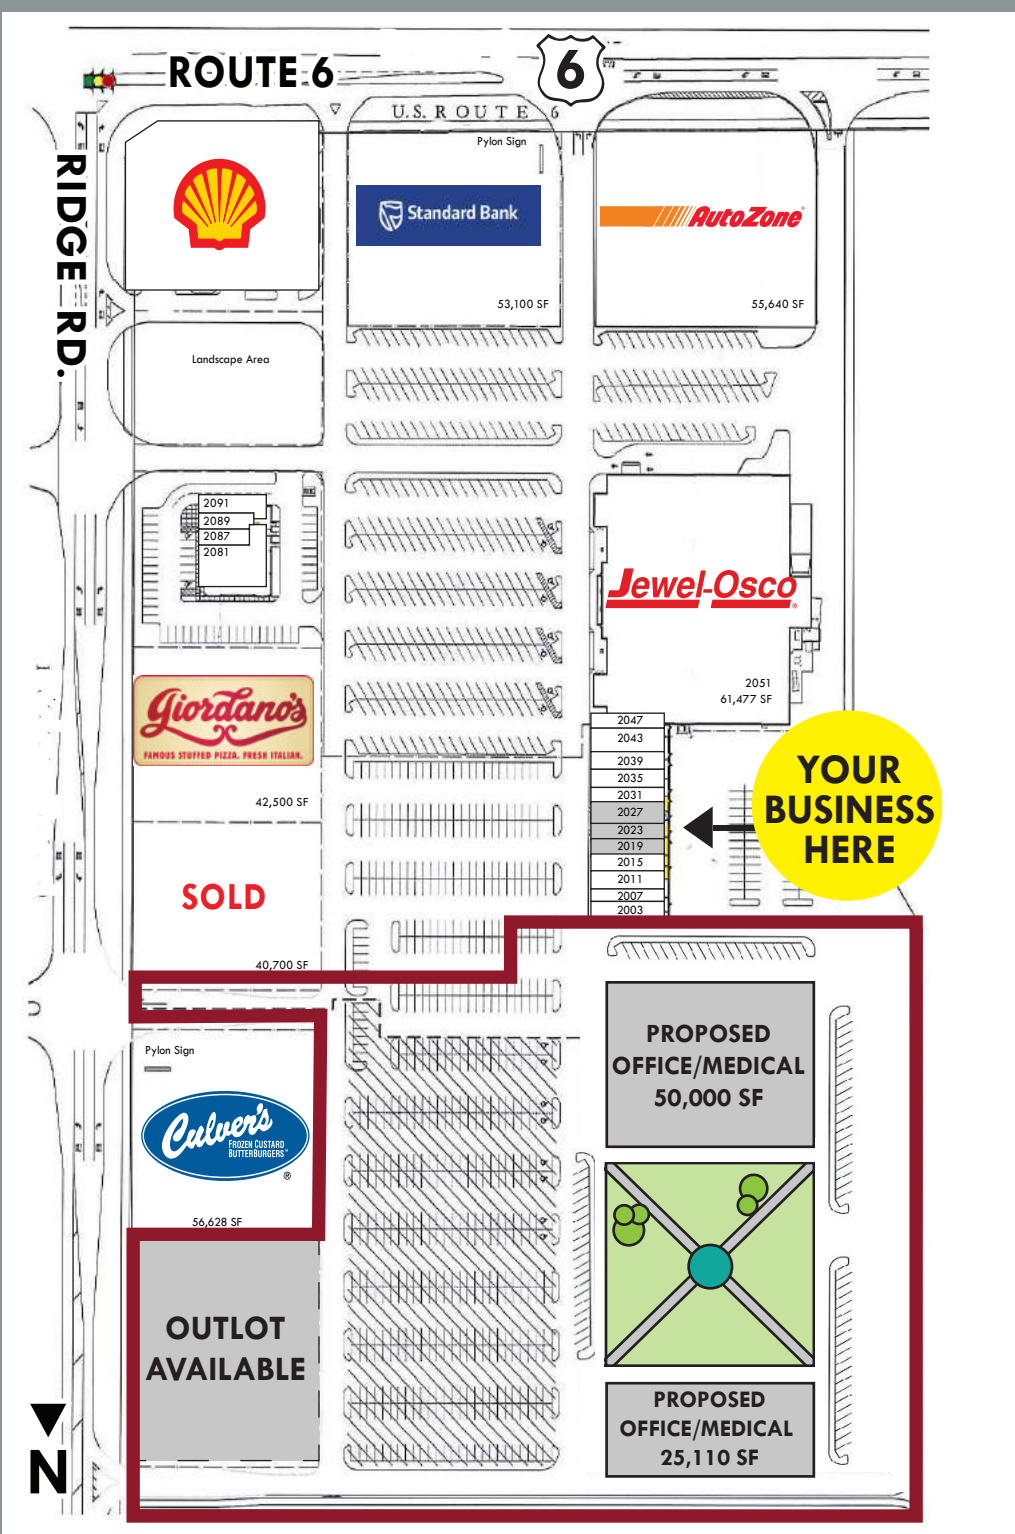 ROUTE 6
6
U.S. ROUTE 6
RIDGE RD.
Pylon Sign
Standard Bank
53,100 SF
AutoZone
55,640 SF
Landscape Area
2091
2089
2087
2081
Jewel-Osco
2051
61,477 SF
Giordano's
FAMOUS STUFFED PIZZA. FRESH ITALIAN.
42,500 SF
2047
2043
2039
2035
2031
2027
2023
2019
2015
2011
2007
2003
YOUR
BUSINESS
HERE
SOLD
40,700 SF
Pylon Sign
Culver's
FROZEN CUSTARD
BUTTERBURGERS™
®
56,628 SF
PROPOSED
OFFICE/MEDICAL
50,000 SF
OUTLOT
AVAILABLE
PROPOSED
OFFICE/MEDICAL
25,110 SF
N